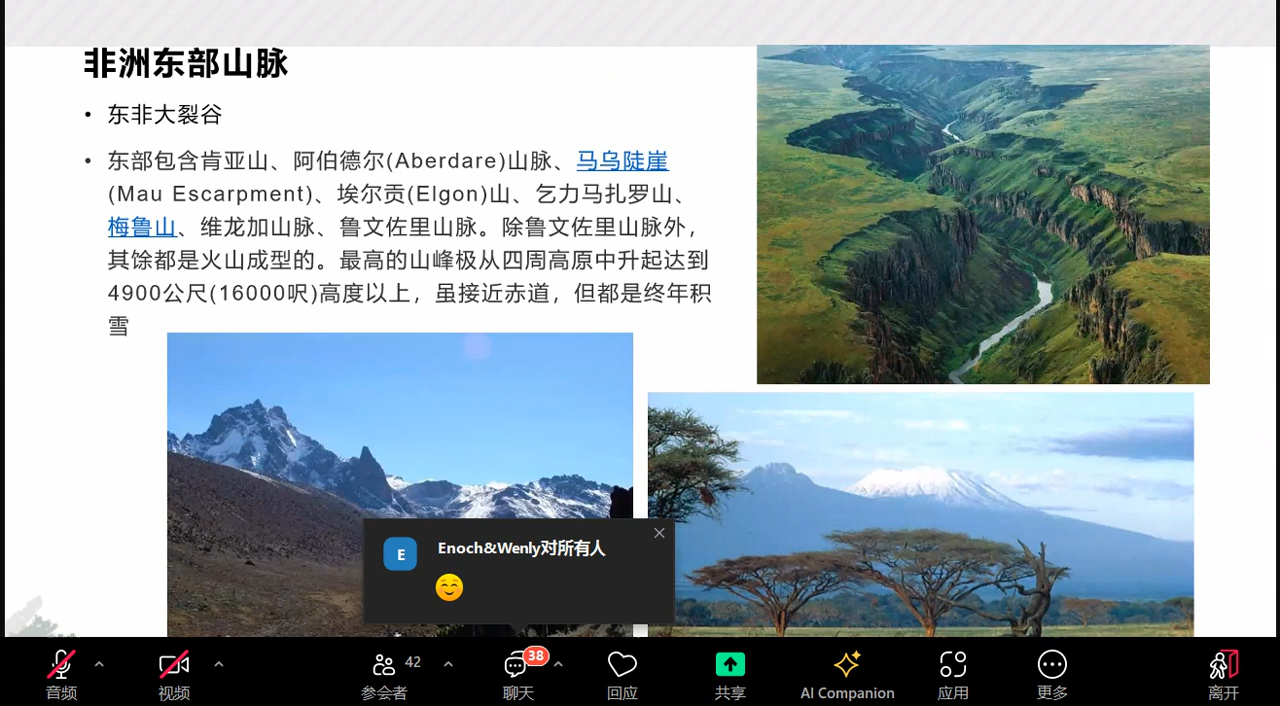 非洲东部山脉
• 东非大裂谷
• 东部包含肯亚山、阿伯德尔(Aberdare)山脉、马乌陡崖
(Mau Escarpment)、埃尔贡(Elgon)山、乞力马扎罗山、
梅鲁山、维龙加山脉、鲁文佐里山脉。除鲁文佐里山脉外，
其馀都是火山成型的。最高的山峰极从四周高原中升起达到
4900公尺(16000呎)高度以上，虽接近赤道，但都是终年积
雪
E
Enoch&Wenly对所有人
音频
视频
42
参会者
38
聊天
回应
共享
AI Companion
应用
更多
离开